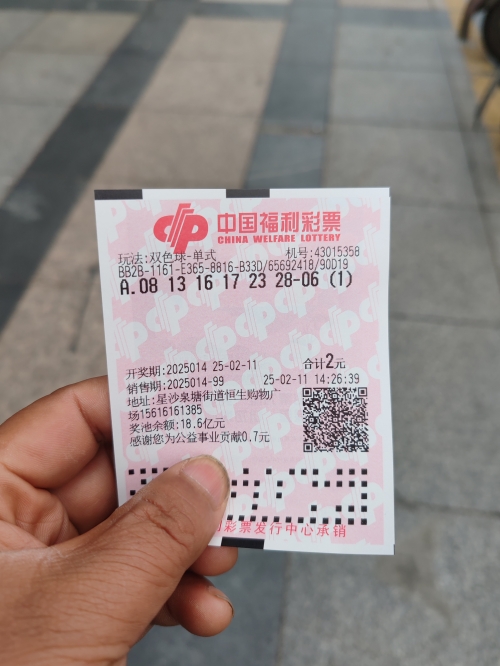 中国福利彩票
CHINA WELFARE LOTTERY
玩法:双色球-单式 机号:43015358
BB2B-1161-E365-8816-B33D/65692418/90D19
A.08 13 16 17 23 28-06 (1)
开奖期:2025014 25-02-11 合计2元
销售期:2025014-99 25-02-11 14:26:39
地址:星沙泉塘街道恒生购物广
场15616161385
奖池余额:18.6亿元
感谢您为公益事业贡献0.7元
利彩票发行中心承销